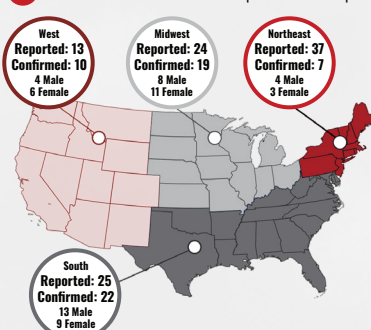 West
Reported: 13
Confirmed: 10
4 Male
6 Female
Midwest
Reported: 24
Confirmed: 19
8 Male
11 Female
Northeast
Reported: 37
Confirmed: 7
4 Male
3 Female
South
Reported: 25
Confirmed: 22
13 Male
9 Female